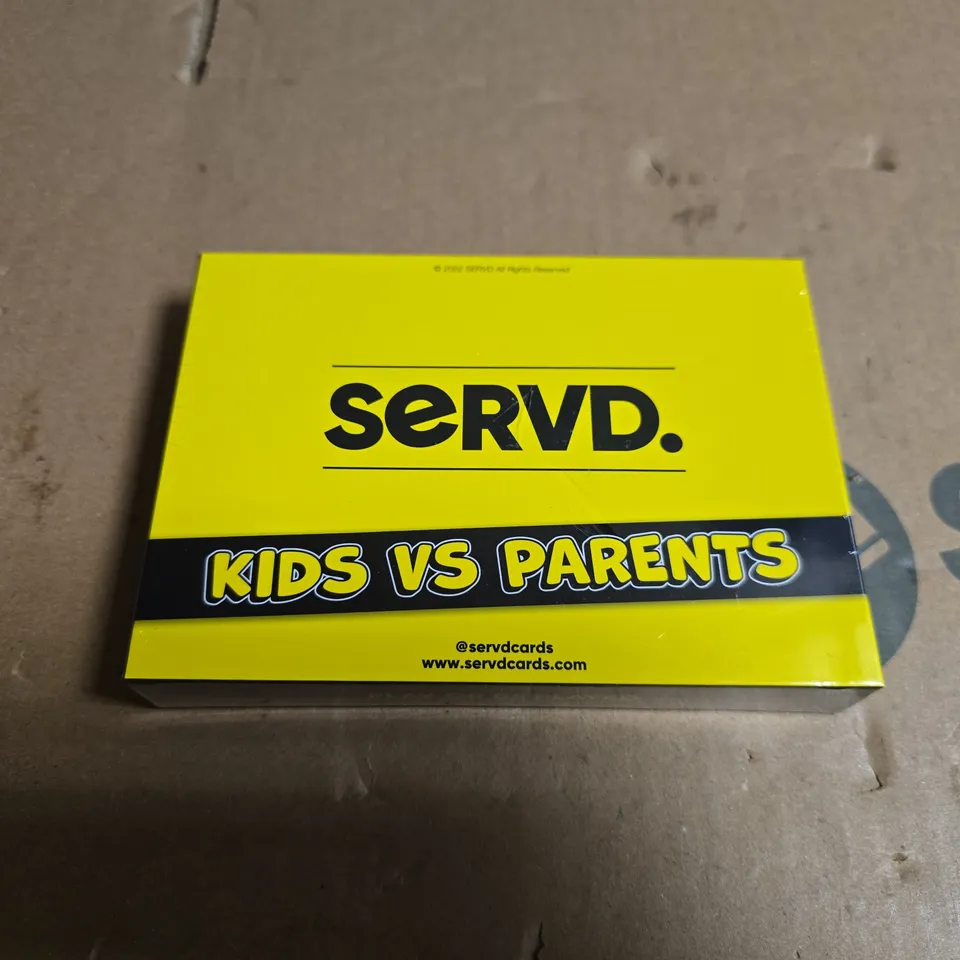 © 2022 SERVD. All Rights Reserved
SeRVD.
KIDS VS PARENTS
@servdcards
www.servdcards.com